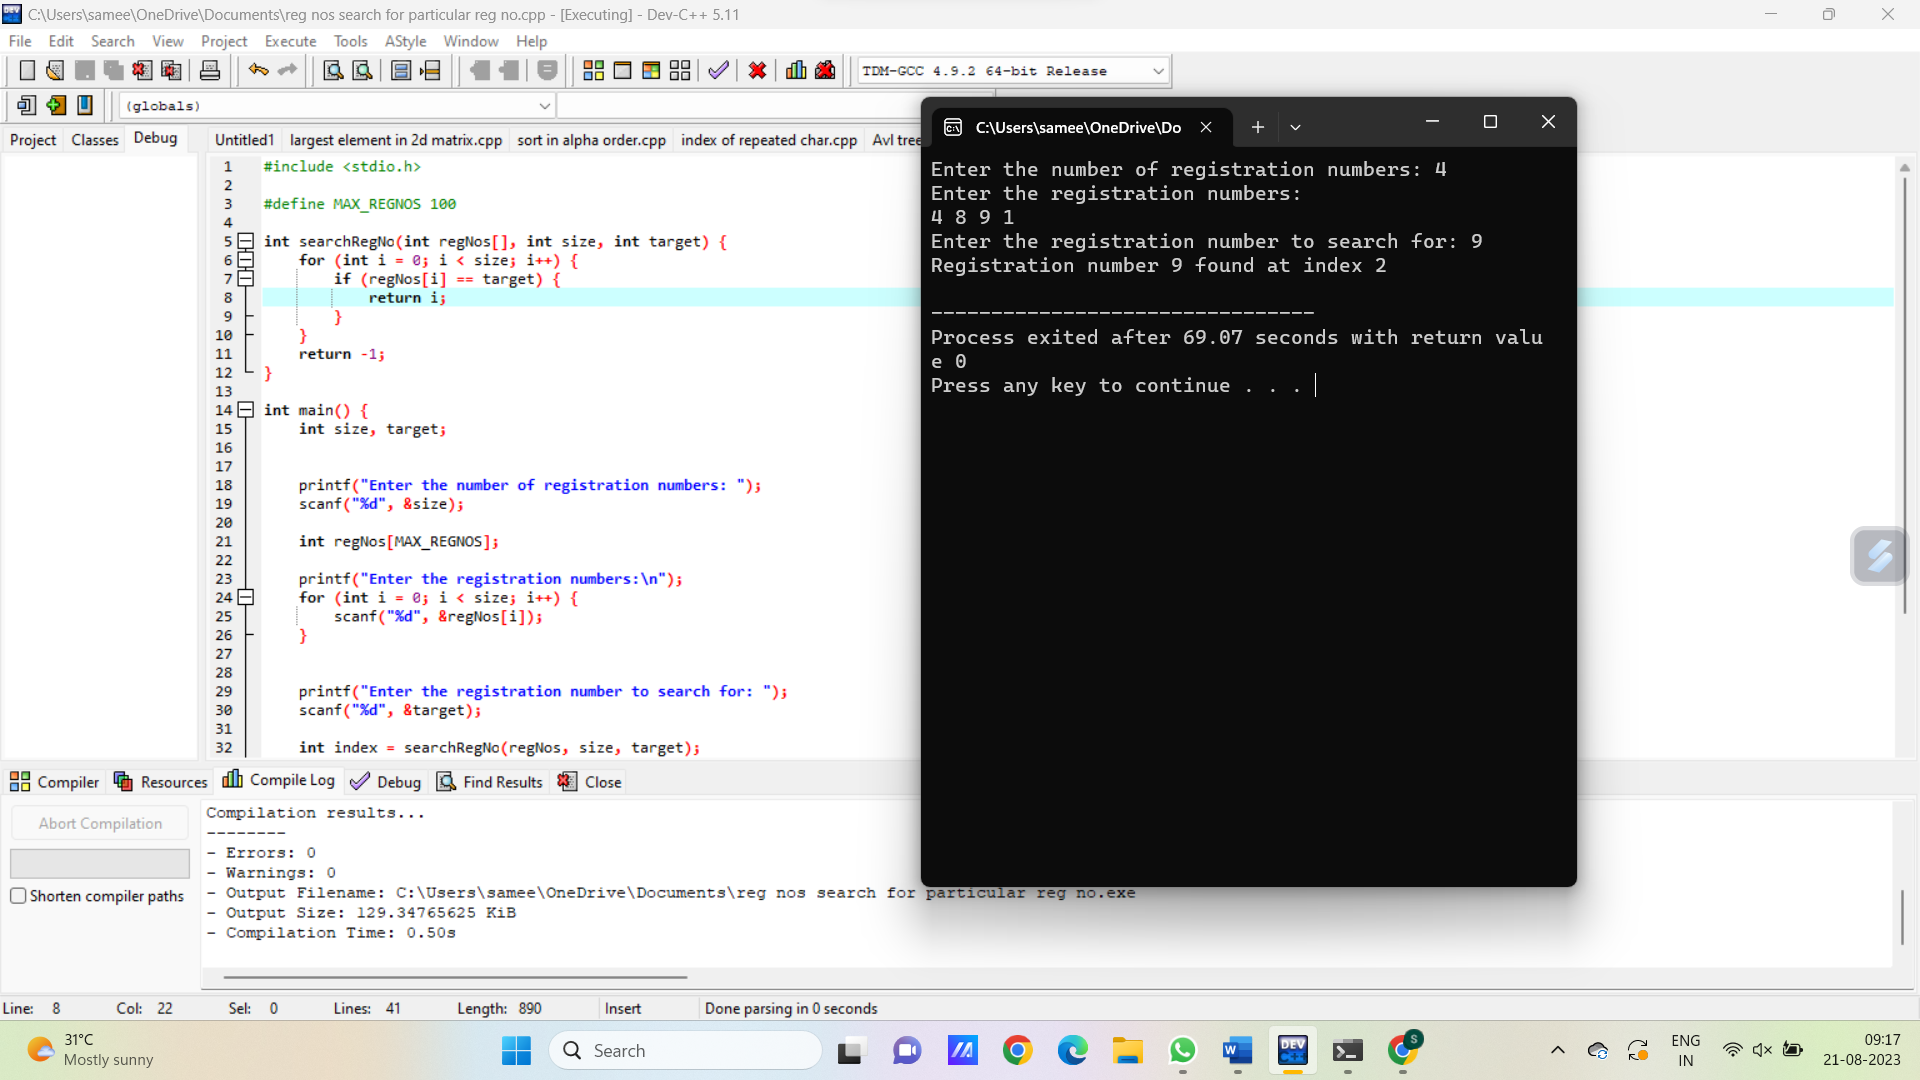 C:\Users\samee\OneDrive\Documents\reg nos search for particular reg no.cpp - [Executing] - Dev-C++ 5.11
File Edit Search View Project Execute Tools AStyle Window Help
TDM-GCC 4.9.2 64-bit Release
(globals)
Project Classes Debug
Untitled1 largest element in 2d matrix.cpp sort in alpha order.cpp index of repeated char.cpp Avl tree
1 #include <stdio.h>
2
3 #define MAX_REGNOS 100
4
5 int searchRegNo(int regNos[], int size, int target) {
6 for (int i = 0; i < size; i++) {
7 if (regNos[i] == target) {
8 return i;
9 }
10 }
11 return -1;
12 }
13
14 int main() {
15 int size, target;
16
17
18 printf("Enter the number of registration numbers: ");
19 scanf("%d", &size);
20
21 int regNos[MAX_REGNOS];
22
23 printf("Enter the registration numbers:\n");
24 for (int i = 0; i < size; i++) {
25 scanf("%d", &regNos[i]);
26 }
27
28
29 printf("Enter the registration number to search for: ");
30 scanf("%d", &target);
31
32 int index = searchRegNo(regNos, size, target);
C:\Users\samee\OneDrive\Do
Enter the number of registration numbers: 4
Enter the registration numbers:
4 8 9 1
Enter the registration number to search for: 9
Registration number 9 found at index 2
--------------------------------
Process exited after 69.07 seconds with return valu
e 0
Press any key to continue . . .
Compiler Resources Compile Log Debug Find Results Close
Abort Compilation
Shorten compiler paths
Compilation results...
--------
- Errors: 0
- Warnings: 0
- Output Filename: C:\Users\samee\OneDrive\Documents\reg nos search for particular reg no.exe
- Output Size: 129.34765625 KiB
- Compilation Time: 0.50s
Line: 8 Col: 22 Sel: 0 Lines: 41 Length: 890 Insert Done parsing in 0 seconds
31°C
Mostly sunny
Search
DEV
C++
S
ENG
IN
09:17
21-08-2023